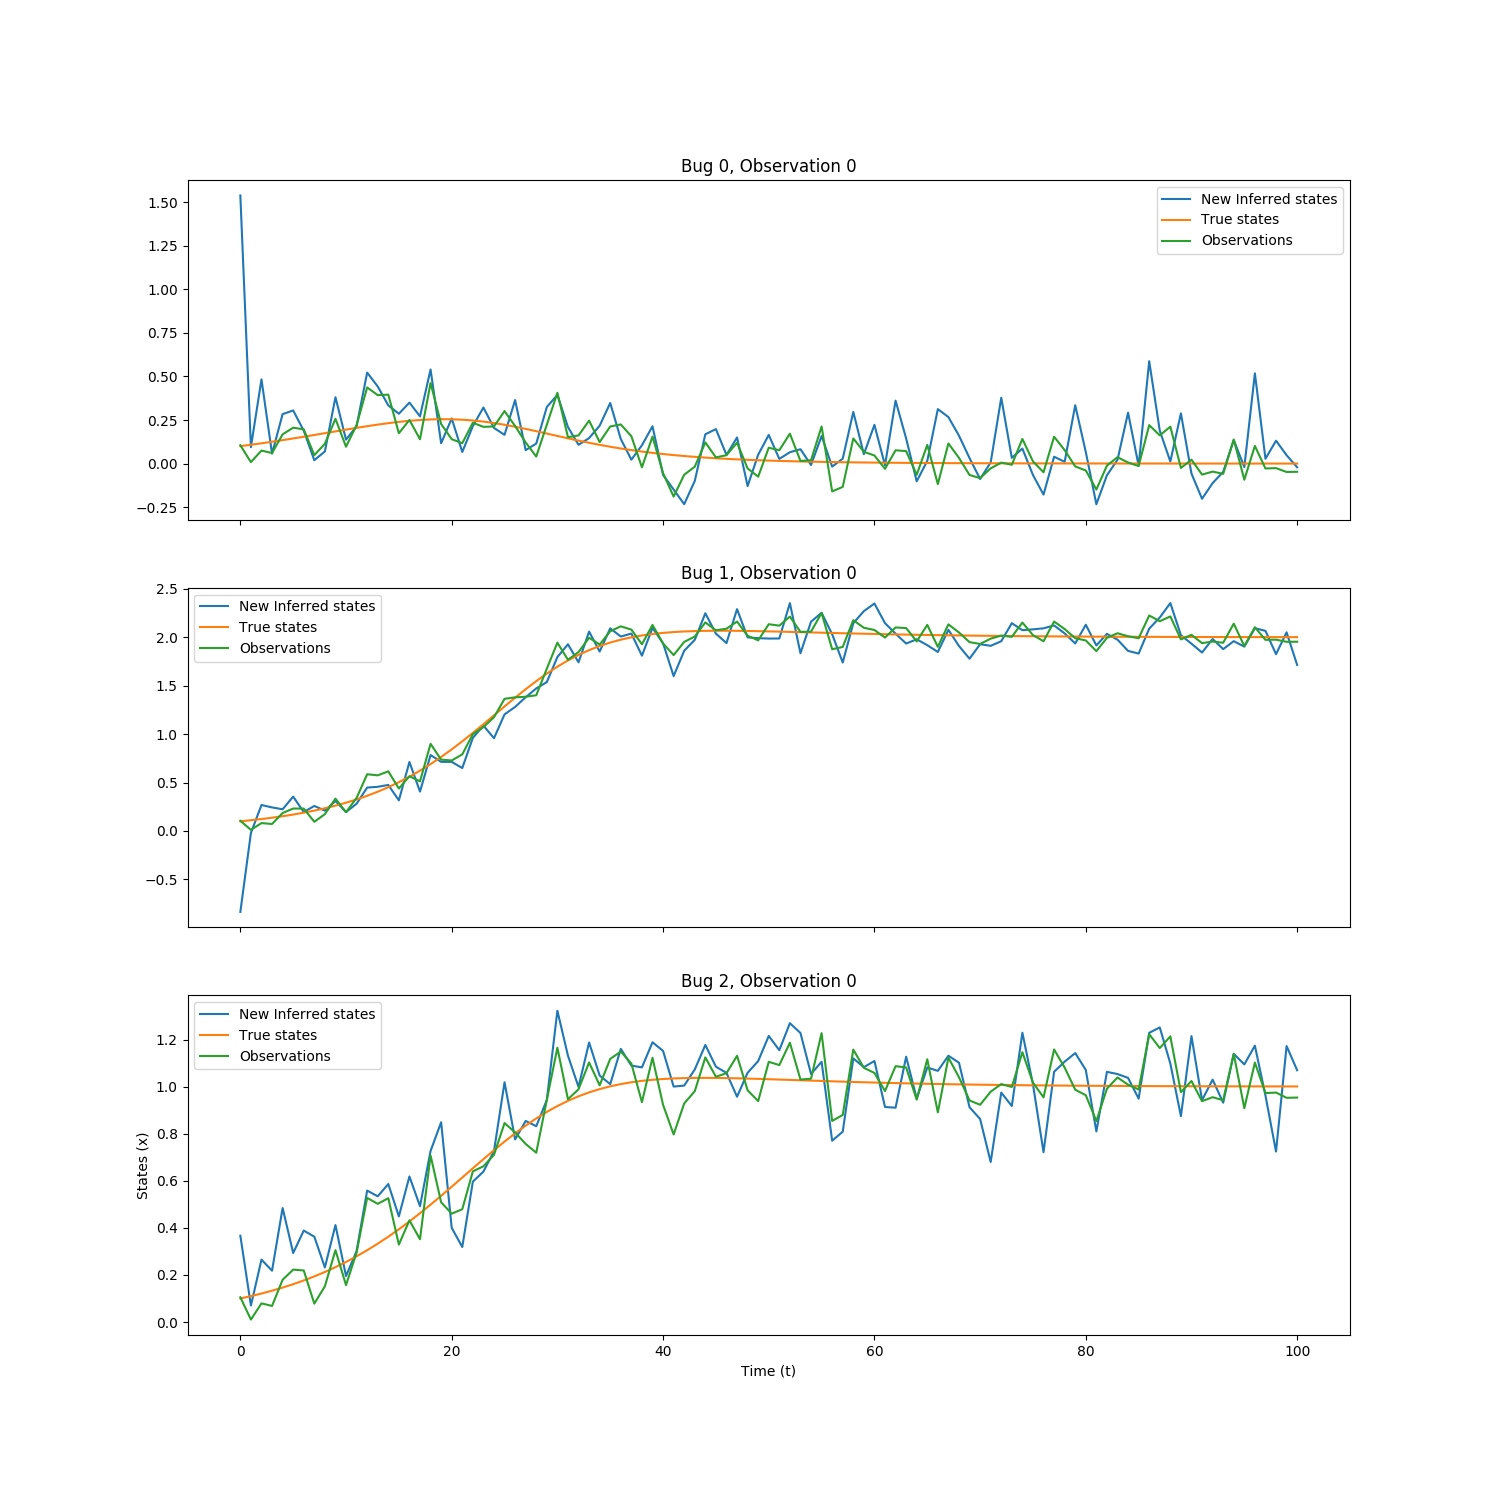 Bug 0, Observation 0
1.50
1.25
1.00
0.75
0.50
0.25
0.00
−0.25
New Inferred states
True states
Observations
Bug 1, Observation 0
2.5
2.0
1.5
1.0
0.5
0.0
−0.5
New Inferred states
True states
Observations
Bug 2, Observation 0
1.2
1.0
0.8
0.6
0.4
0.2
0.0
New Inferred states
True states
Observations
States (x)
0 20 40 60 80 100
Time (t)